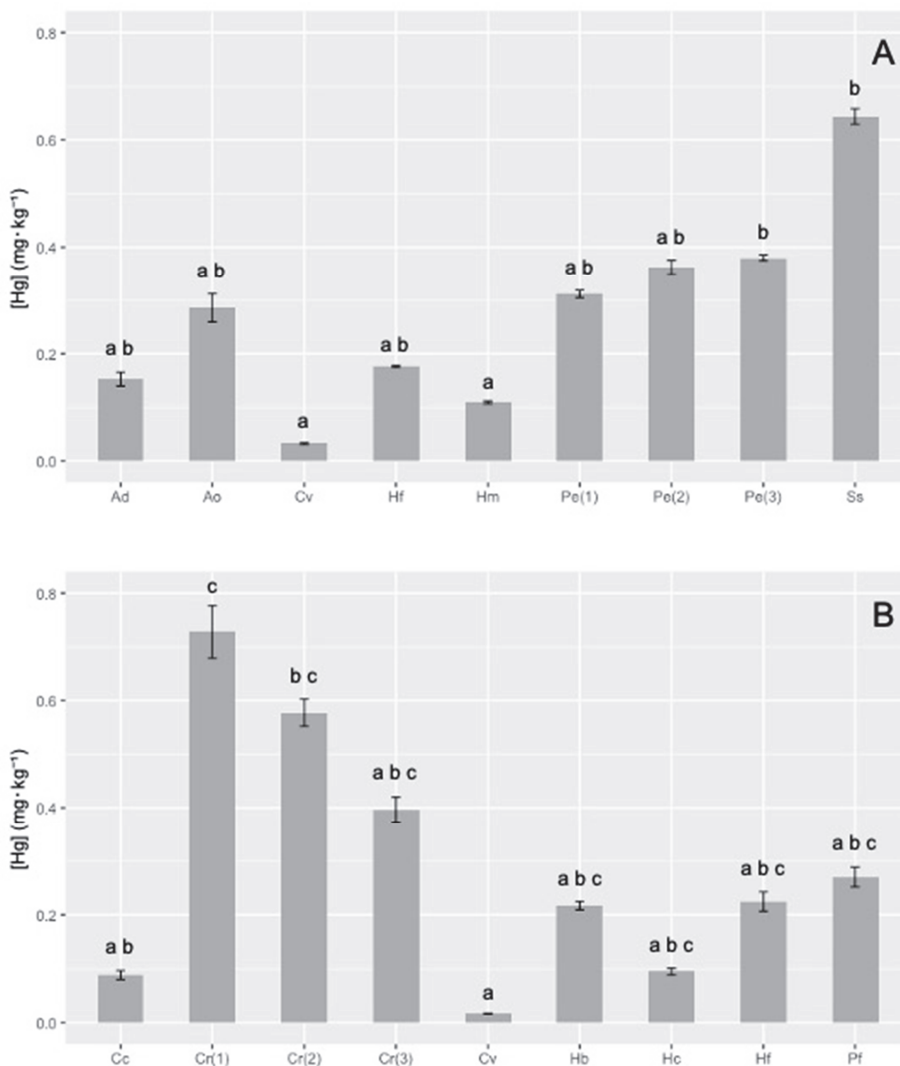 A
[Hg] (mg·kg⁻¹)
0.8
0.6
0.4
0.2
0.0
a b
a b
a
a b
a
a b
a b
b
b
Ad Ao Cv Hf Hm Pe(1) Pe(2) Pe(3) Ss
B
[Hg] (mg·kg⁻¹)
0.8
0.6
0.4
0.2
0.0
a b
c
b c
a b c
a
a b c
a b c
a b c
a b c
Cc Cr(1) Cr(2) Cr(3) Cv Hb Hc Hf Pf